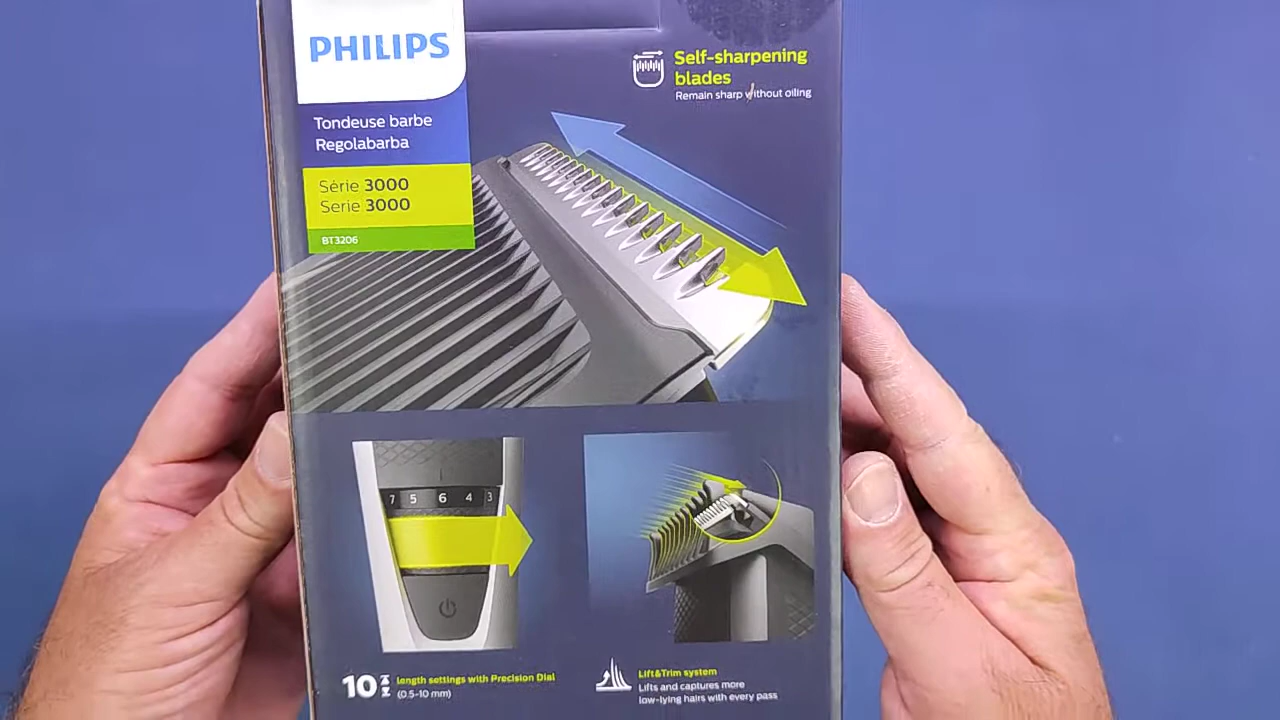 PHILIPS
Tondeuse barbe
Regolabarba
Série 3000
Serie 3000
BT3206
Self-sharpening
blades
Remain sharp without oiling
7 5 6 4 3
10
length settings with Precision Dial
(0.5-10 mm)
Lift&Trim system
Lifts and captures more
low-lying hairs with every pass